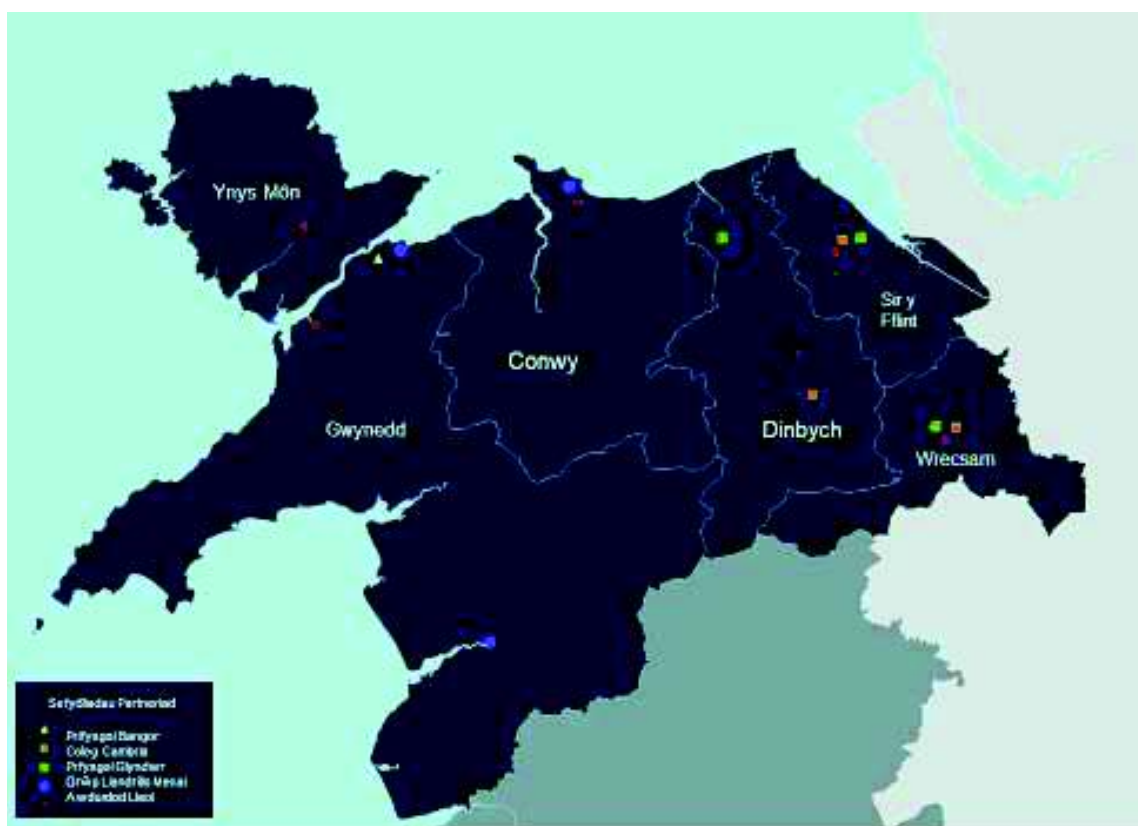 Ynys Môn
Sir y
Fflint
Conwy
Gwynedd
Dinbych
Wrecsam
Sefydliadau Partneriaid
Prifysgol Bangor
Coleg Cambria
Prifysgol Glyndwr
Grŵp Llandrillo Menai
Awdurdod Lleol